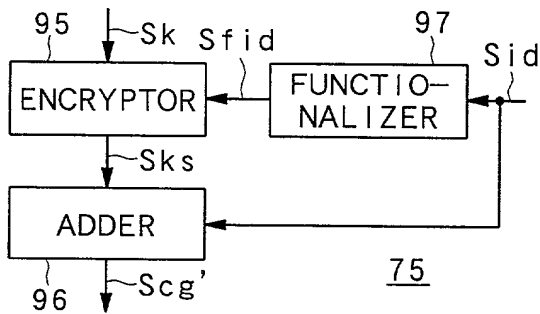 95
Sk
Sfid
97
Sid
ENCRYPTOR
FUNCTIO-
NALIZER
Sks
ADDER
75
96
Scg'